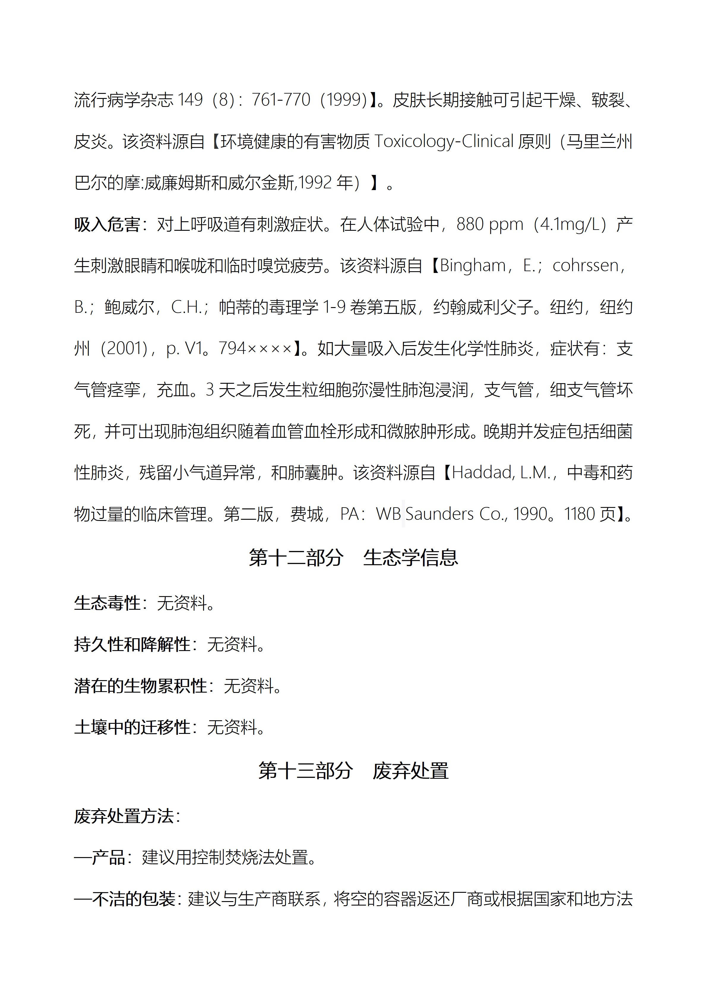 流行病学杂志 149（8）：761-770（1999）】。皮肤长期接触可引起干燥、皲裂、
皮炎。该资料源自【环境健康的有害物质 Toxicology-Clinical 原则（马里兰州
巴尔的摩:威廉姆斯和威尔金斯,1992 年）】。
吸入危害：对上呼吸道有刺激症状。在人体试验中，880 ppm（4.1mg/L）产
生刺激眼睛和喉咙和临时嗅觉疲劳。该资料源自【Bingham，E.；cohrssen，
B.；鲍威尔，C.H.；帕蒂的毒理学 1-9 卷第五版，约翰威利父子。纽约，纽约
州（2001），p. V1。794××××】。如大量吸入后发生化学性肺炎，症状有：支
气管痉挛，充血。3 天之后发生粒细胞弥漫性肺泡浸润，支气管，细支气管坏
死，并可出现肺泡组织随着血管血栓形成和微脓肿形成。晚期并发症包括细菌
性肺炎，残留小气道异常，和肺囊肿。该资料源自【Haddad, L.M.，中毒和药
物过量的临床管理。第二版，费城，PA：WB Saunders Co., 1990。1180 页】。
第十二部分　生态学信息
生态毒性：无资料。
持久性和降解性：无资料。
潜在的生物累积性：无资料。
土壤中的迁移性：无资料。
第十三部分　废弃处置
废弃处置方法：
—产品：建议用控制焚烧法处置。
—不洁的包装：建议与生产商联系，将空的容器返还厂商或根据国家和地方法